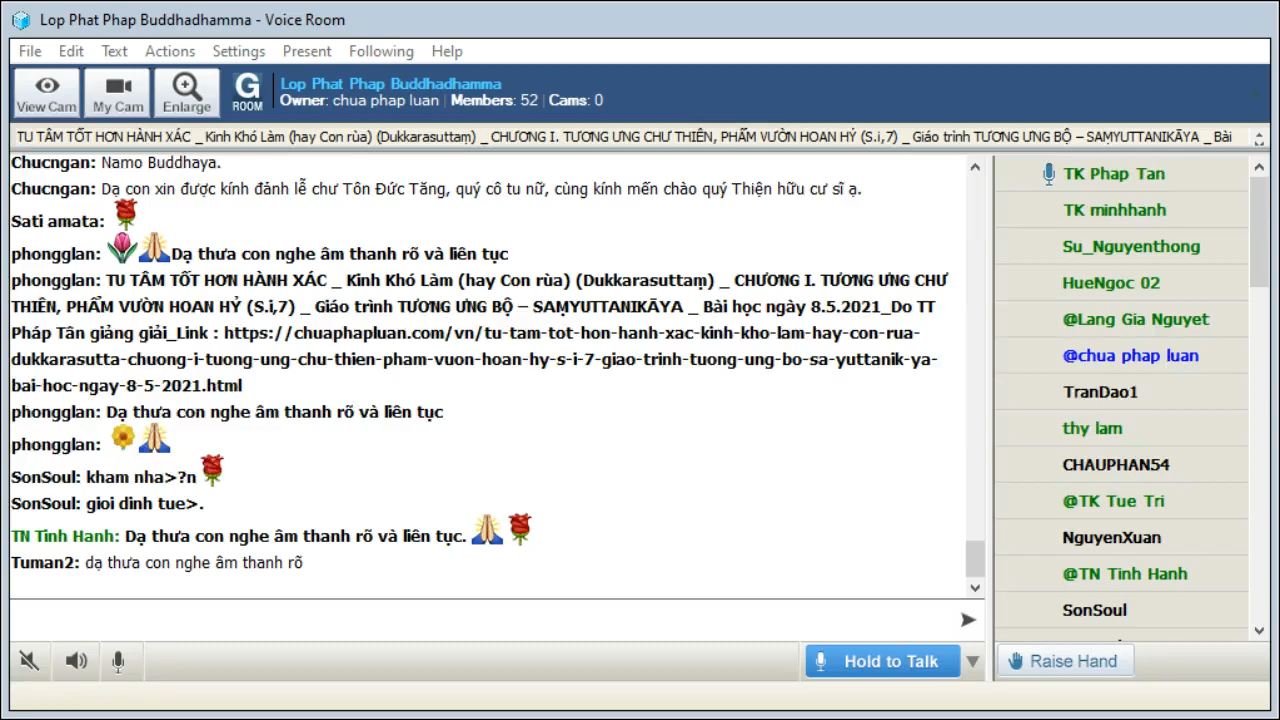 Lop Phat Phap Buddhadhamma - Voice Room
File Edit Text Actions Settings Present Following Help
View Cam My Cam Enlarge G ROOM
Lop Phat Phap Buddhadhamma
Owner: chua phap luan | Members: 52 | Cams: 0
TU TÂM TỐT HƠN HÀNH XÁC _ Kinh Khó Làm (hay Con rùa) (Dukkarasuttaṃ) _ CHƯƠNG I. TƯƠNG ƯNG CHƯ THIÊN, PHẨM VƯỜN HOAN HỶ (S.i,7) _ Giáo trình TƯƠNG ƯNG BỘ – SAṂYUTTANIKĀYA _ Bài
Chucngan: Namo Buddhaya.
Chucngan: Dạ con xin được kính đảnh lễ chư Tôn Đức Tăng, quý cô tu nữ, cùng kính mến chào quý Thiện hữu cư sĩ ạ.
Sati amata:
phongglan: Dạ thưa con nghe âm thanh rõ và liên tục
phongglan: TU TÂM TỐT HƠN HÀNH XÁC _ Kinh Khó Làm (hay Con rùa) (Dukkarasuttaṃ) _ CHƯƠNG I. TƯƠNG ƯNG CHƯ
THIÊN, PHẨM VƯỜN HOAN HỶ (S.i,7) _ Giáo trình TƯƠNG ƯNG BỘ – SAṂYUTTANIKĀYA _ Bài học ngày 8.5.2021_Do TT
Pháp Tân giảng giải_Link : https://chuaphapluan.com/vn/tu-tam-tot-hon-hanh-xac-kinh-kho-lam-hay-con-rua-
dukkarasutta-chuong-i-tuong-ung-chu-thien-pham-vuon-hoan-hy-s-i-7-giao-trinh-tuong-ung-bo-sa-yuttanik-ya-
bai-hoc-ngay-8-5-2021.html
phongglan: Dạ thưa con nghe âm thanh rõ và liên tục
phongglan:
SonSoul: kham nha>?n
SonSoul: gioi dinh tue>.
TN Tinh Hanh: Dạ thưa con nghe âm thanh rõ và liên tục.
Tuman2: dạ thưa con nghe âm thanh rõ
TK Phap Tan
TK minhhanh
Su_Nguyenthong
HueNgoc 02
@Lang Gia Nguyet
@chua phap luan
TranDao1
thy lam
CHAUPHAN54
@TK Tue Tri
NguyenXuan
@TN Tinh Hanh
SonSoul
Hold to Talk
Raise Hand